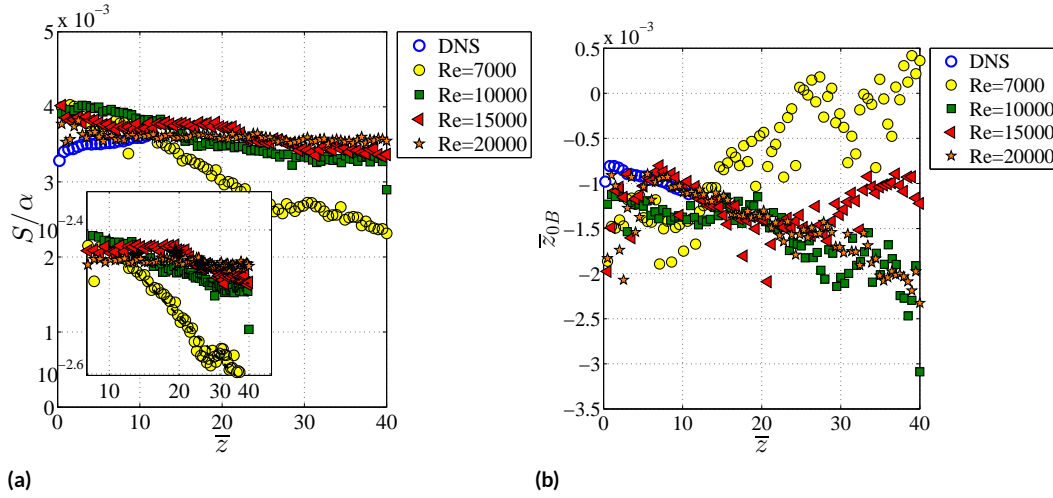 x 10⁻³
5
4
3
2
1
0
S/α
10^−2.4
10^−2.6
10 20 30 40
0 10 20 30 40
z̅
DNS
Re=7000
Re=10000
Re=15000
Re=20000
(a)
x 10⁻³
0.5
0
−0.5
−1
−1.5
−2
−2.5
−3
−3.5
z̅₀B
0 10 20 30 40
z̅
DNS
Re=7000
Re=10000
Re=15000
Re=20000
(b)